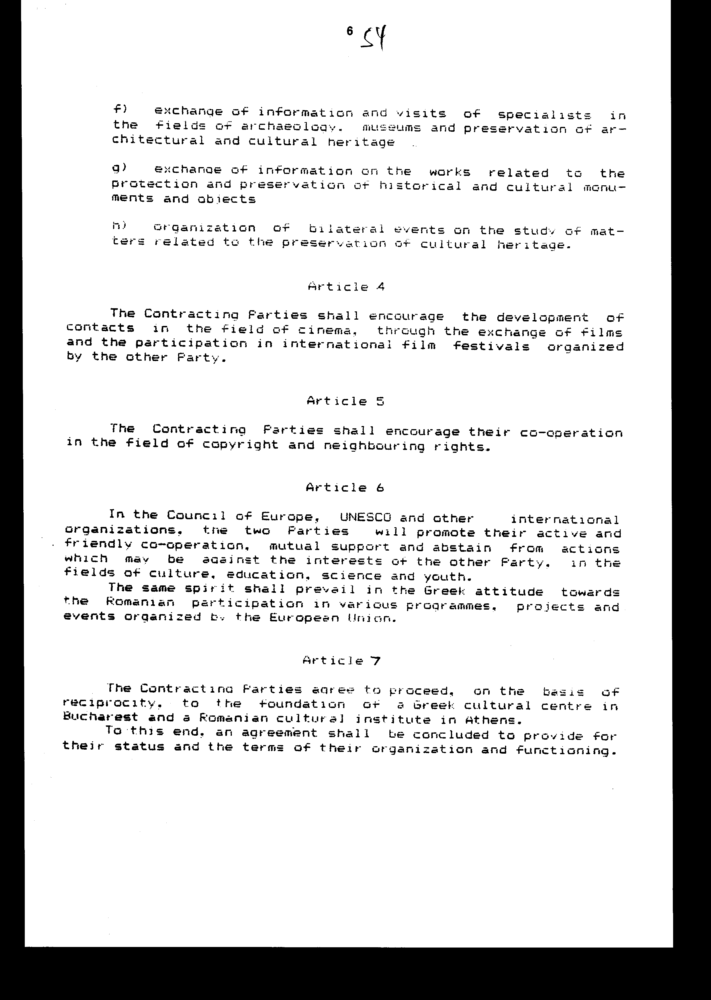 6 54
f) exchange of information and visits of specialists in
the fields of archaeology, museums and preservation of ar-
chitectural and cultural heritage
g) exchange of information on the works related to the
protection and preservation of historical and cultural monu-
ments and objects
h) organization of bilateral events on the study of mat-
ters related to the preservation of cultural heritage.
Article 4
The Contracting Parties shall encourage the development of
contacts in the field of cinema, through the exchange of films
and the participation in international film festivals organized
by the other Party.
Article 5
The Contracting Parties shall encourage their co-operation
in the field of copyright and neighbouring rights.
Article 6
In the Council of Europe, UNESCO and other international
organizations, the two Parties will promote their active and
friendly co-operation, mutual support and abstain from actions
which may be against the interests of the other Party, in the
fields of culture, education, science and youth.
The same spirit shall prevail in the Greek attitude towards
the Romanian participation in various programmes, projects and
events organized by the European Union.
Article 7
The Contracting Parties agree to proceed, on the basis of
reciprocity, to the foundation of a Greek cultural centre in
Bucharest and a Romanian cultural institute in Athens.
To this end, an agreement shall be concluded to provide for
their status and the terms of their organization and functioning.